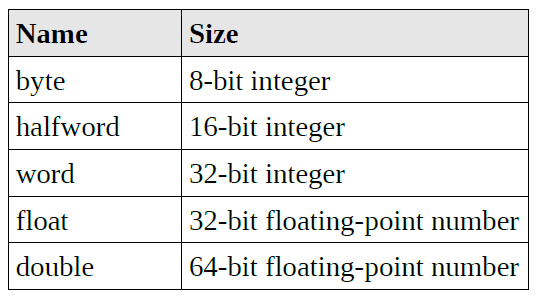 Name Size
byte 8-bit integer
halfword 16-bit integer
word 32-bit integer
float 32-bit floating-point number
double 64-bit floating-point number